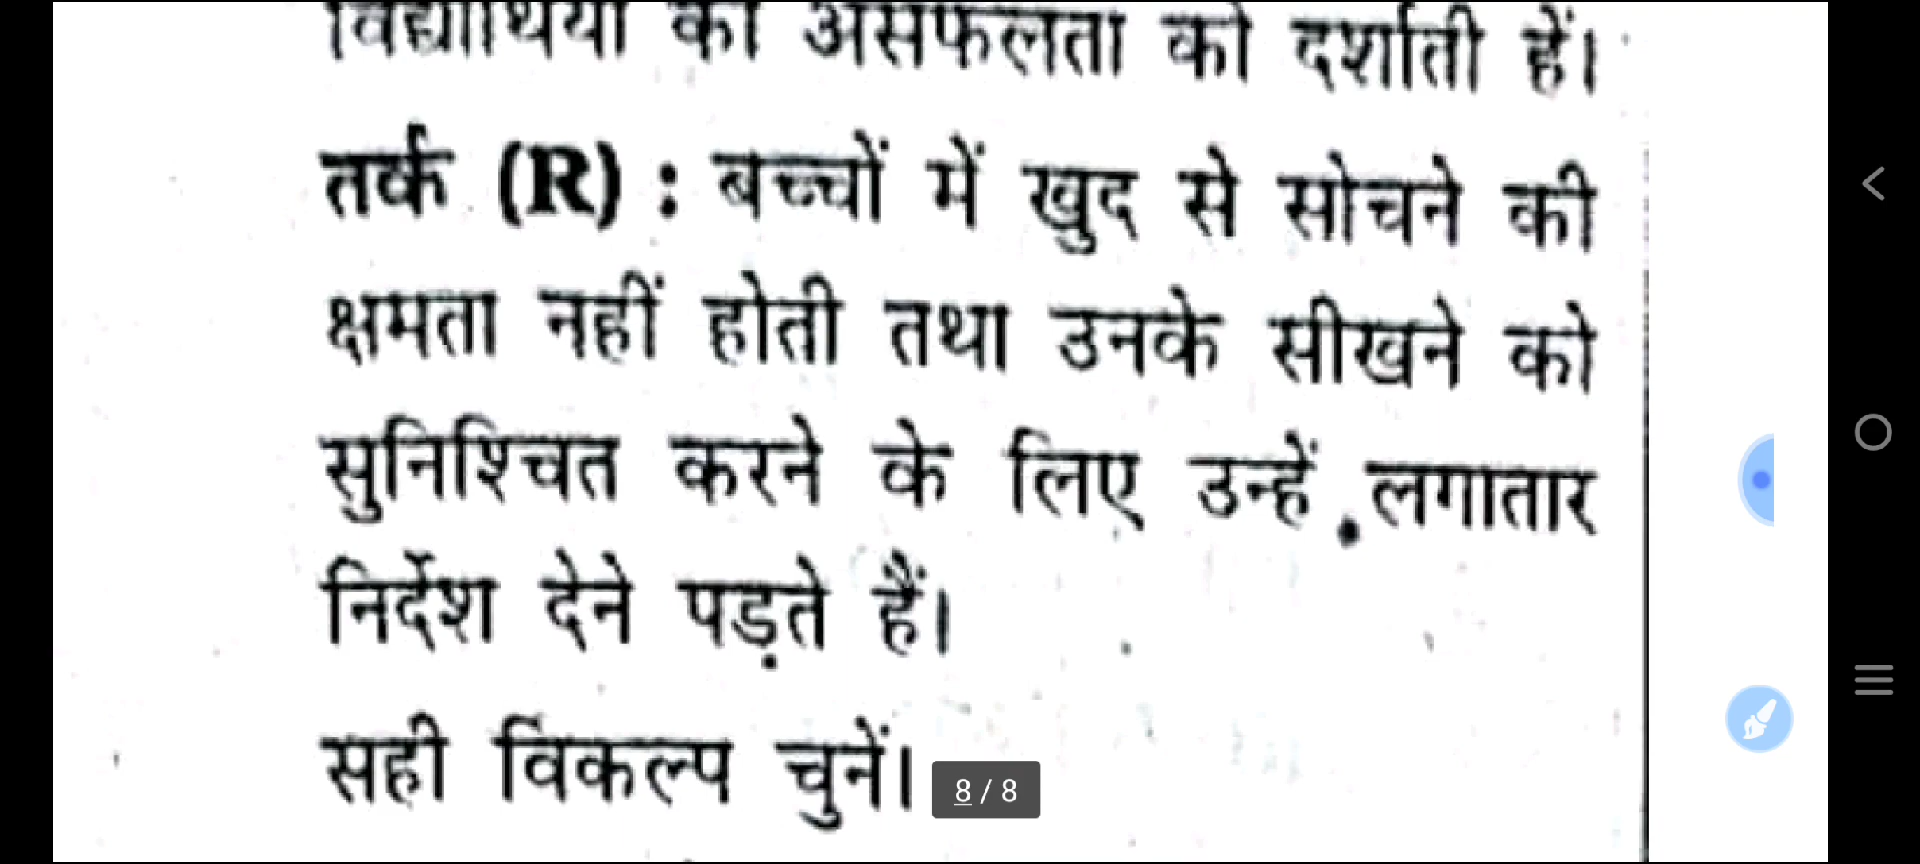 विद्यार्थियों की असफलता को दर्शाती हैं।
तर्क (R) : बच्चों में खुद से सोचने की
क्षमता नहीं होती तथा उनके सीखने को
सुनिश्चित करने के लिए उन्हें लगातार
निर्देश देने पड़ते हैं।
सही विकल्प चुनें।
8 / 8